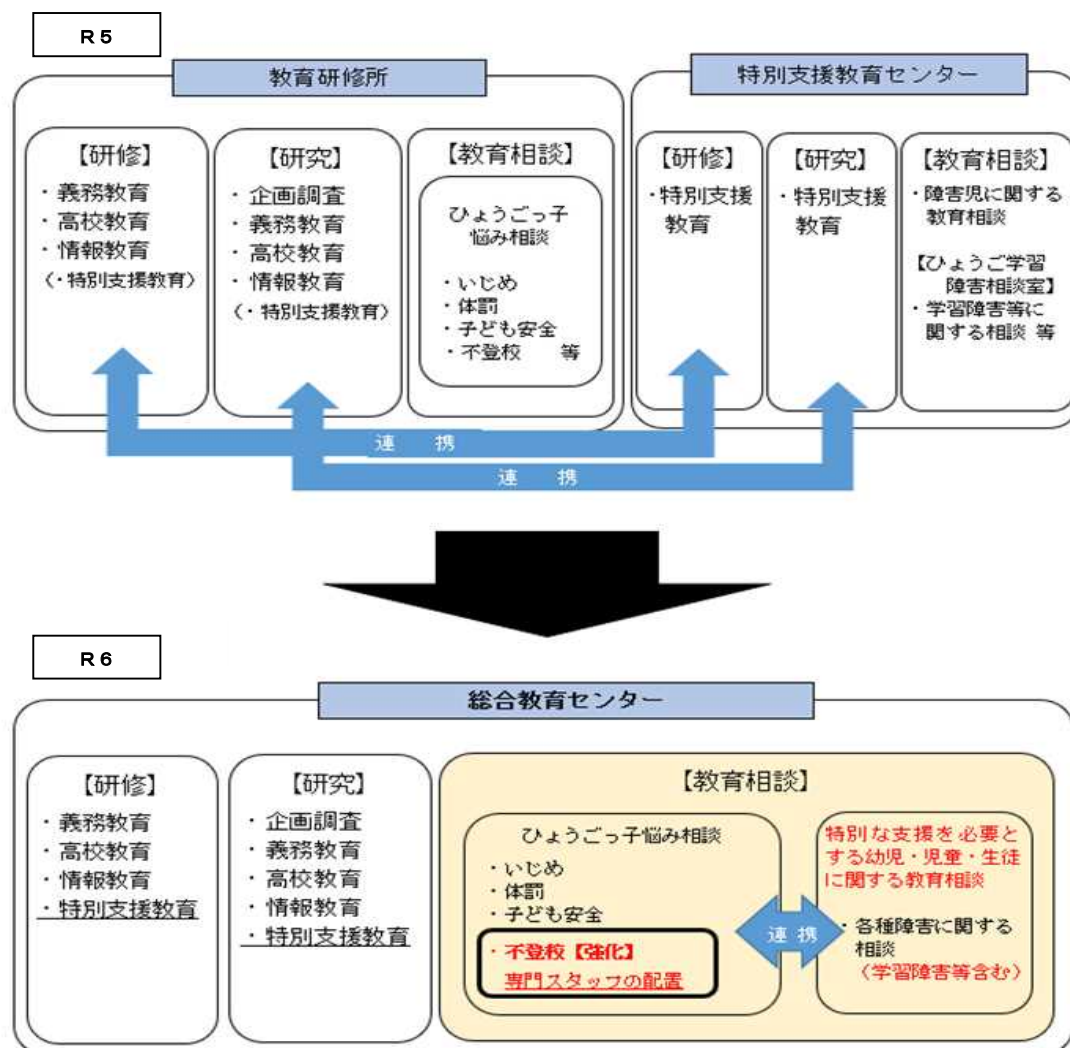 R5
教育研修所
【研修】
・義務教育
・高校教育
・情報教育
（・特別支援教育）
【研究】
・企画調査
・義務教育
・高校教育
・情報教育
（・特別支援教育）
【教育相談】
ひょうごっ子
悩み相談
・いじめ
・体罰
・子ども安全
・不登校　等
特別支援教育センター
【研修】
・特別支援
教育
【研究】
・特別支援
教育
【教育相談】
・障害児に関する
教育相談
【ひょうご学習
障害相談室】
・学習障害等に
関する相談 等
連　携
連　携
R6
総合教育センター
【研修】
・義務教育
・高校教育
・情報教育
・特別支援教育
【研究】
・企画調査
・義務教育
・高校教育
・情報教育
・特別支援教育
【教育相談】
ひょうごっ子悩み相談
・いじめ
・体罰
・子ども安全
・不登校【強化】
専門スタッフの配置
連 携
特別な支援を必要と
する幼児・児童・生徒
に関する教育相談
・各種障害に関する
相談
（学習障害等含む）